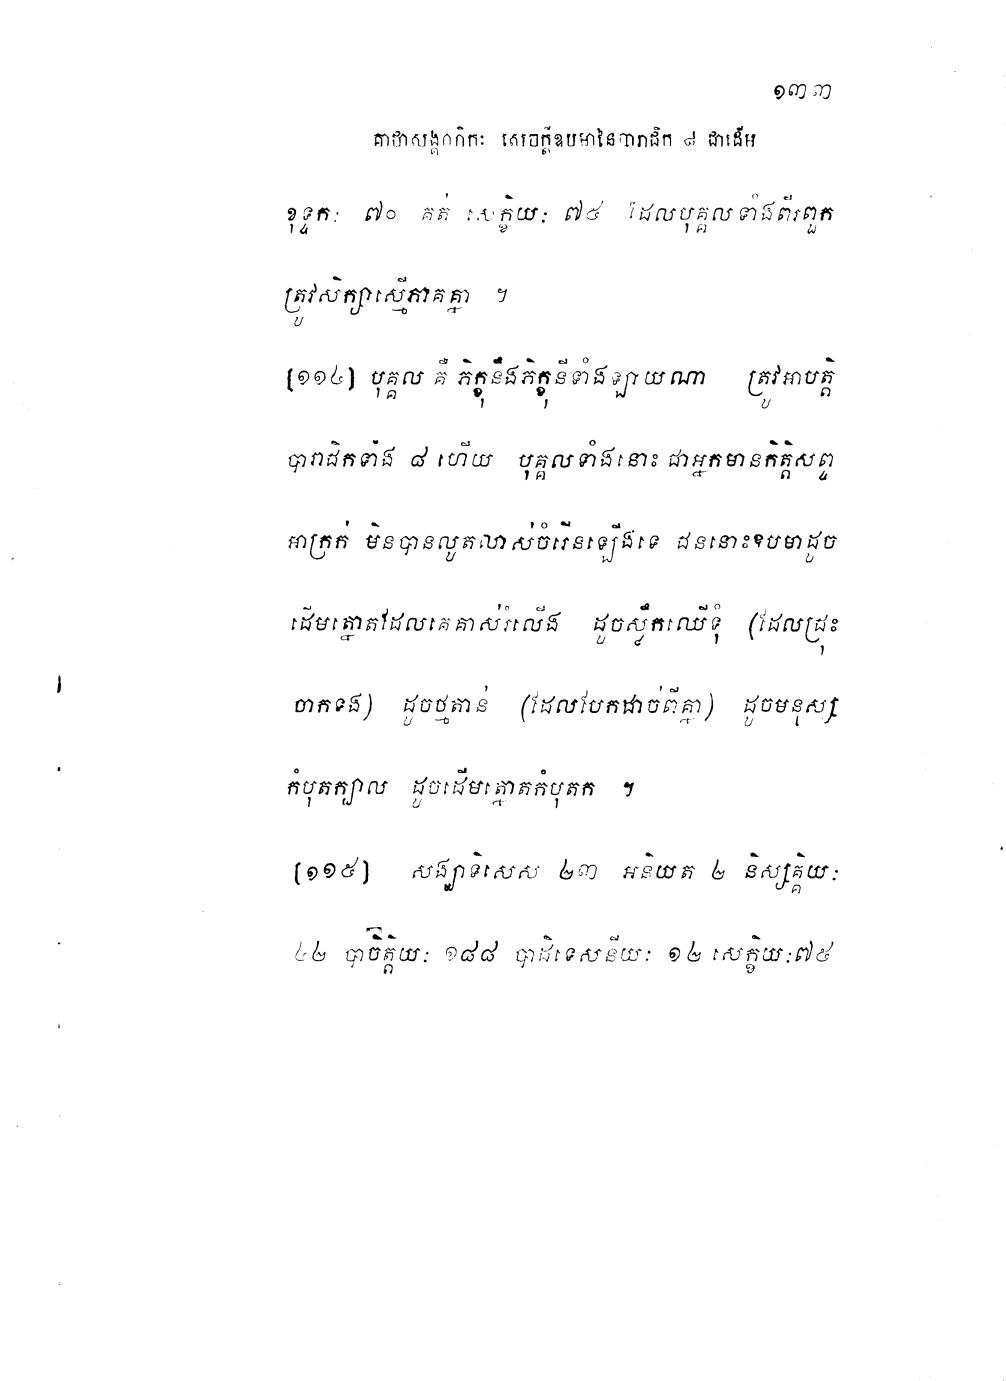 ១៣៣
គាថាសង្គណិកៈ សេចក្តីឧបមានៃបារាជិក ៨ ជាដើម
ខុទ្ទកៈ ៧០ គត់ សេក្ខិយៈ ៧៥ ដែលបុគ្គលទាំងពីរពួក
ត្រូវសិក្សាស្មើភាគគ្នា ។
[១១៤] បុគ្គល គឺ ភិក្ខុនឹងភិក្ខុនីទាំងឡាយណា ត្រូវអាបត្តិ
បារាជិកទាំង ៨ ហើយ បុគ្គលទាំងនោះ ជាអ្នកមានកិត្តិសព្ទ
អាក្រក់ មិនបានលូតលាស់ចំរើនឡើងទេ ជននោះឧបមាដូច
ដើមត្នោតដែលគេគាស់រំលើង ដូចស្លឹកឈើទុំ (ដែលជ្រុះ
ចាកទង) ដូចថ្មតាន់ (ដែលបែកដាច់ពីគ្នា) ដូចមនុស្ស
កំបុតក្បាល ដូចដើមត្នោតកំបុតក ។
[១១៥] សង្ឃាទិសេស ២៣ អនិយត ២ និស្សគ្គិយៈ
៤២ បាចិត្តិយៈ ១៨៨ បាដិទេសនីយៈ ១២ សេក្ខិយៈ៧៥